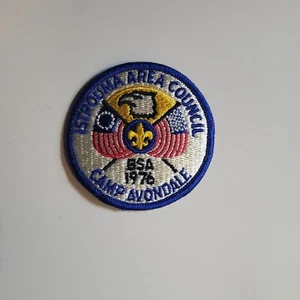 ISTROUMA AREA COUNCIL
BSA
1976
CAMP AVONDALE